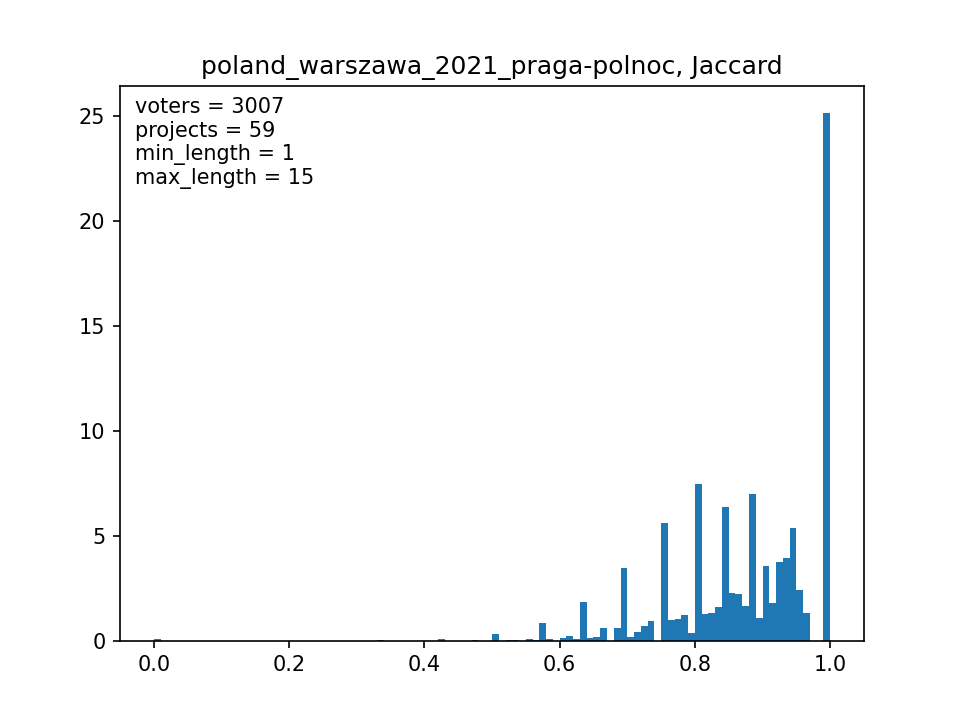 poland_warszawa_2021_praga-polnoc, Jaccard
voters = 3007
projects = 59
min_length = 1
max_length = 15
25
20
15
10
5
0
0.0 0.2 0.4 0.6 0.8 1.0